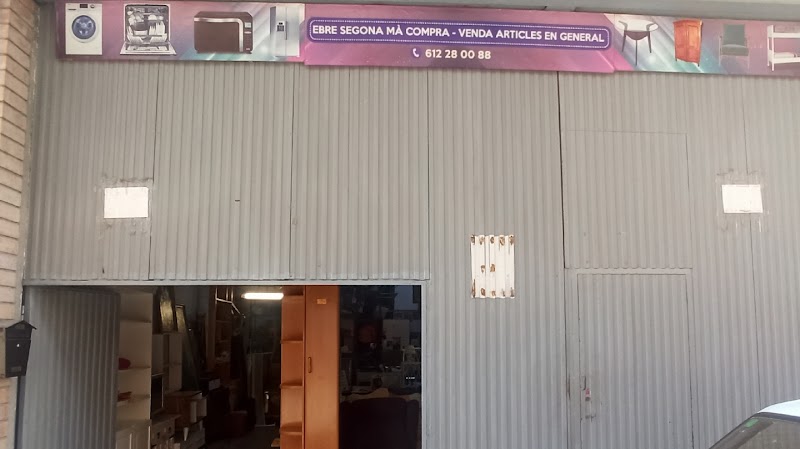 EBRE SEGONA MÀ COMPRA - VENDA ARTICLES EN GENERAL
612 28 00 88